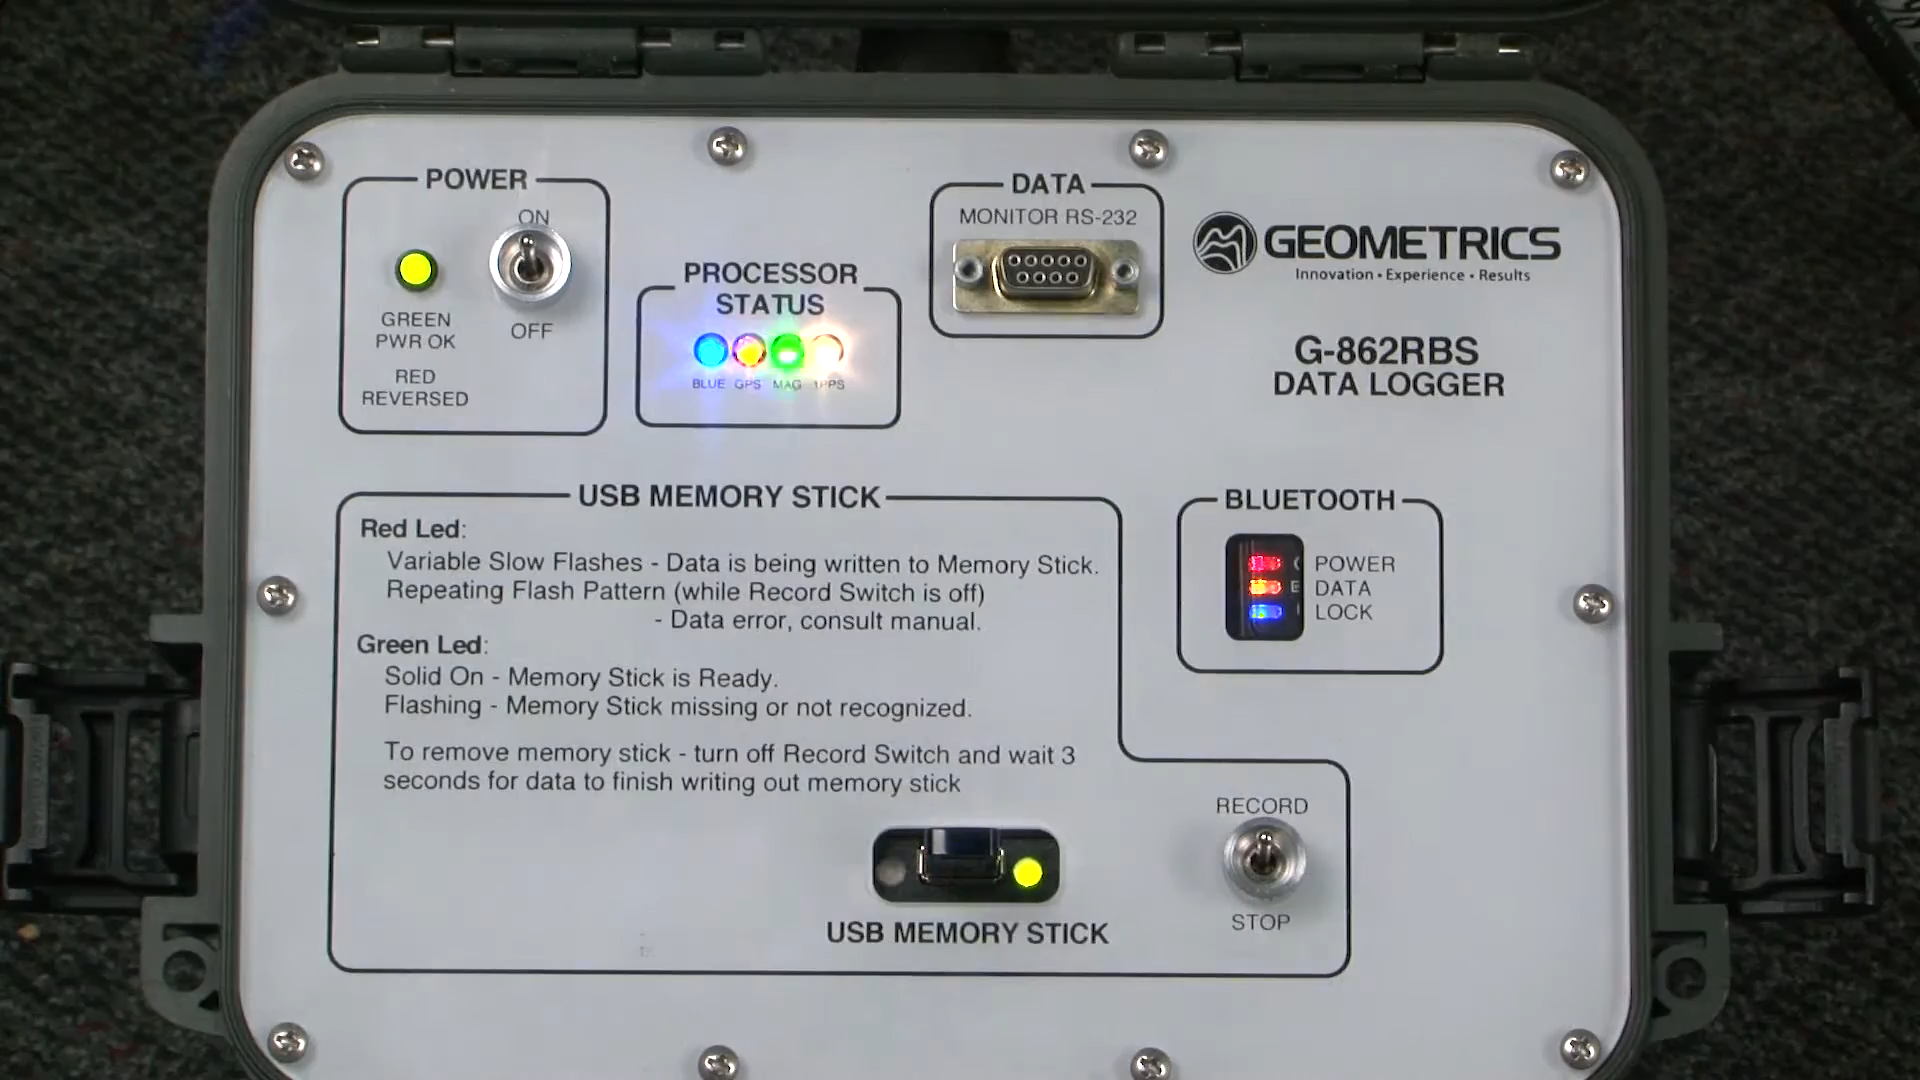 POWER
ON
GREEN
PWR OK
OFF
RED
REVERSED
PROCESSOR
STATUS
BLUE GPS MAG 1PPS
DATA
MONITOR RS-232
GEOMETRICS
Innovation • Experience • Results
G-862RBS
DATA LOGGER
USB MEMORY STICK
Red Led:
Variable Slow Flashes - Data is being written to Memory Stick.
Repeating Flash Pattern (while Record Switch is off)
- Data error, consult manual.
Green Led:
Solid On - Memory Stick is Ready.
Flashing - Memory Stick missing or not recognized.
To remove memory stick - turn off Record Switch and wait 3
seconds for data to finish writing out memory stick
USB MEMORY STICK
RECORD
STOP
BLUETOOTH
POWER
DATA
LOCK